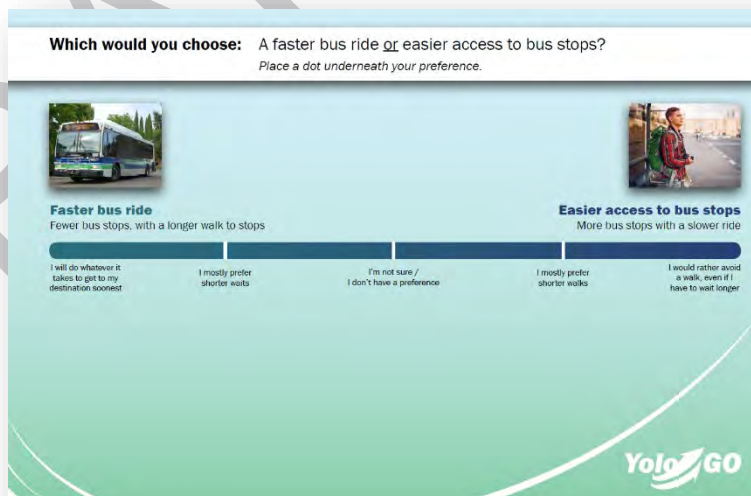 Which would you choose: A faster bus ride or easier access to bus stops?
Place a dot underneath your preference.
Faster bus ride
Fewer bus stops, with a longer walk to stops
Easier access to bus stops
More bus stops with a slower ride
I will do whatever it
takes to get to my
destination soonest
I mostly prefer
shorter waits
I'm not sure /
I don't have a preference
I mostly prefer
shorter walks
I would rather avoid
a walk, even if I
have to wait longer
Yolo GO